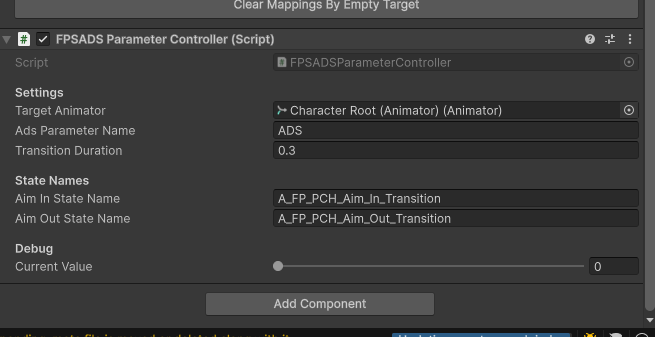 Clear Mappings By Empty Target
# FPSADS Parameter Controller (Script)
Script FPSADSParameterController
Settings
Target Animator Character Root (Animator) (Animator)
Ads Parameter Name ADS
Transition Duration 0.3
State Names
Aim In State Name A_FP_PCH_Aim_In_Transition
Aim Out State Name A_FP_PCH_Aim_Out_Transition
Debug
Current Value 0
Add Component